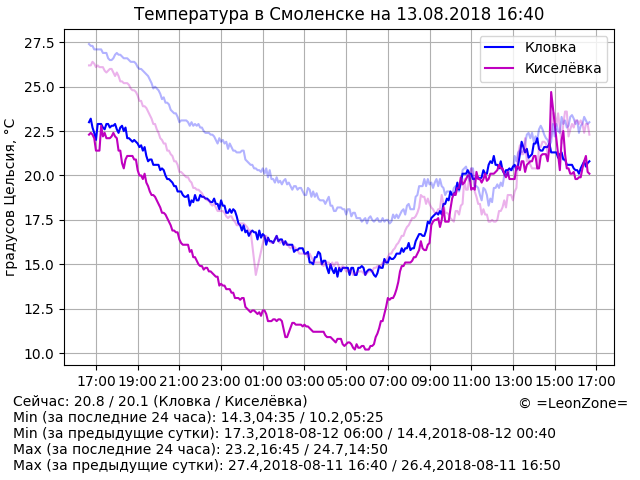 Температура в Смоленске на 13.08.2018 16:40
Кловка
Киселёвка
градусов Цельсия, °C
27.5
25.0
22.5
20.0
17.5
15.0
12.5
10.0
17:00 19:00 21:00 23:00 01:00 03:00 05:00 07:00 09:00 11:00 13:00 15:00 17:00
Сейчас: 20.8 / 20.1 (Кловка / Киселёвка)
© =LeonZone=
Min (за последние 24 часа): 14.3,04:35 / 10.2,05:25
Min (за предыдущие сутки): 17.3,2018-08-12 06:00 / 14.4,2018-08-12 00:40
Max (за последние 24 часа): 23.2,16:45 / 24.7,14:50
Max (за предыдущие сутки): 27.4,2018-08-11 16:40 / 26.4,2018-08-11 16:50